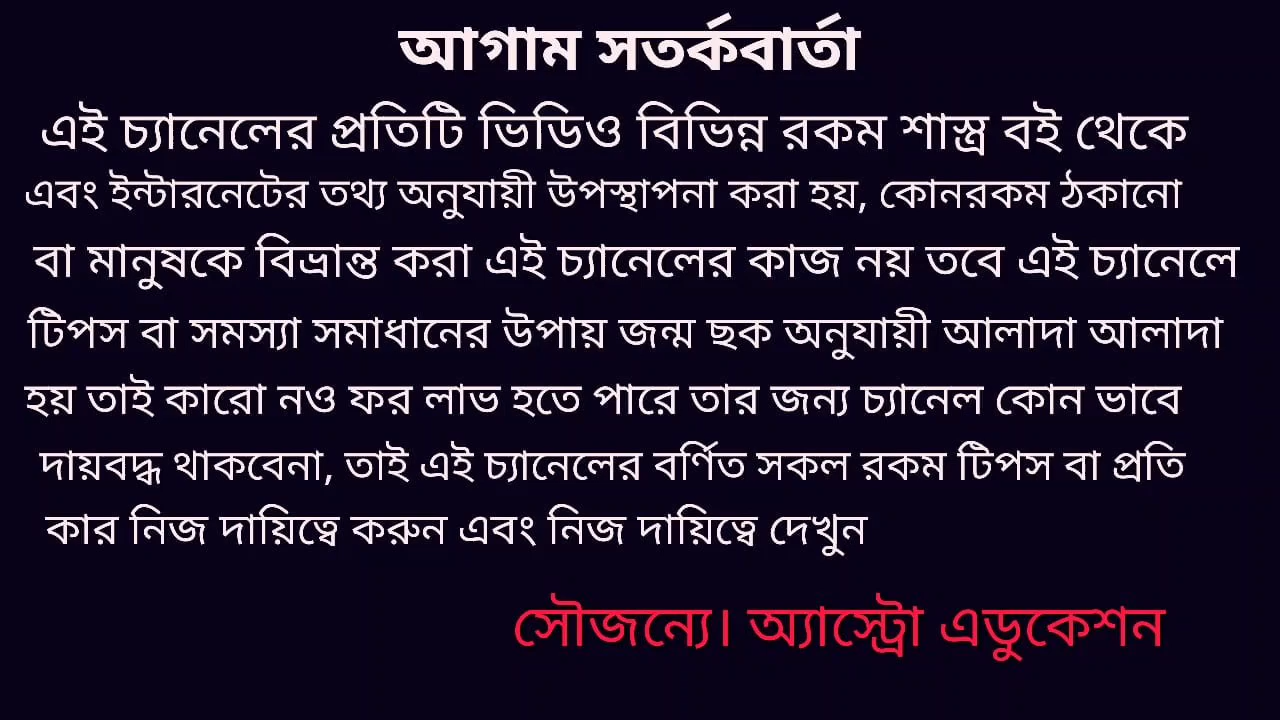 আগাম সতর্কবার্তা
এই চ্যানেলের প্রতিটি ভিডিও বিভিন্ন রকম শাস্ত্র বই থেকে
এবং ইন্টারনেটের তথ্য অনুযায়ী উপস্থাপনা করা হয়, কোনরকম ঠকানো
বা মানুষকে বিভ্রান্ত করা এই চ্যানেলের কাজ নয় তবে এই চ্যানেলে
টিপস বা সমস্যা সমাধানের উপায় জন্ম ছক অনুযায়ী আলাদা আলাদা
হয় তাই কারো নও ফর লাভ হতে পারে তার জন্য চ্যানেল কোন ভাবে
দায়বদ্ধ থাকবেনা, তাই এই চ্যানেলের বর্ণিত সকল রকম টিপস বা প্রতি
কার নিজ দায়িত্বে করুন এবং নিজ দায়িত্বে দেখুন
সৌজন্যে। অ্যাস্ট্রো এডুকেশন